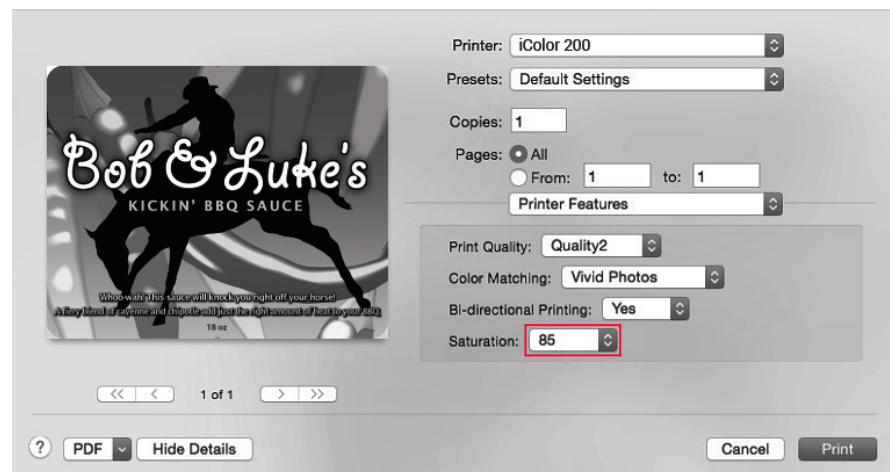 Printer: iColor 200
Presets: Default Settings
Copies: 1
Pages: All
From: 1 to: 1
Printer Features
Print Quality: Quality2
Color Matching: Vivid Photos
Bi-directional Printing: Yes
Saturation: 85
Bob & Luke's
KICKIN' BBQ SAUCE
Whoo-wah! This sauce will knock you right off your horse!
A fiery blend of cayenne and chipotle add just the right amount of heat to your BBQ.
18 oz
<< < 1 of 1 > >>
? PDF Hide Details Cancel Print